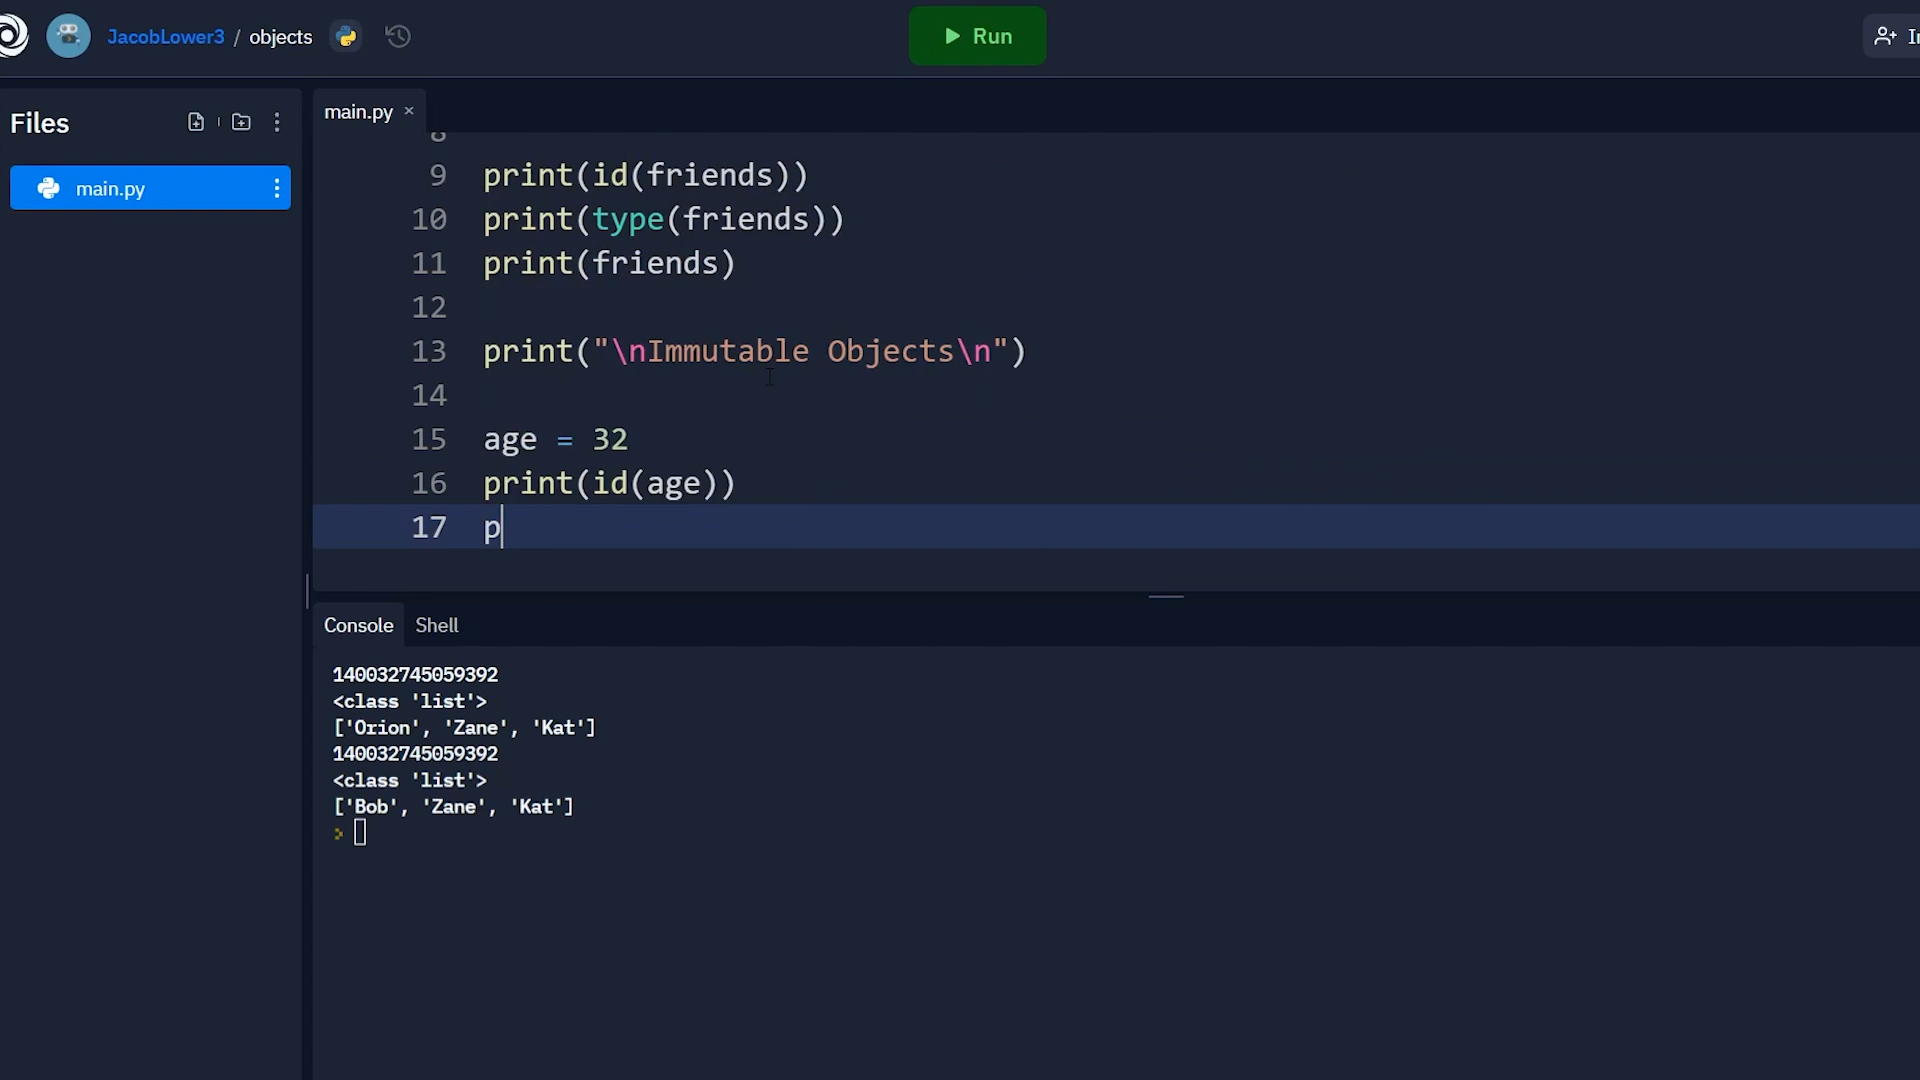 JacobLower3 / objects
Run
Files
main.py ×
main.py
9 print(id(friends))
10 print(type(friends))
11 print(friends)
12
13 print("\nImmutable Objects\n")
14
15 age = 32
16 print(id(age))
17 p
Console Shell
140032745059392
<class 'list'>
['Orion', 'Zane', 'Kat']
140032745059392
<class 'list'>
['Bob', 'Zane', 'Kat']